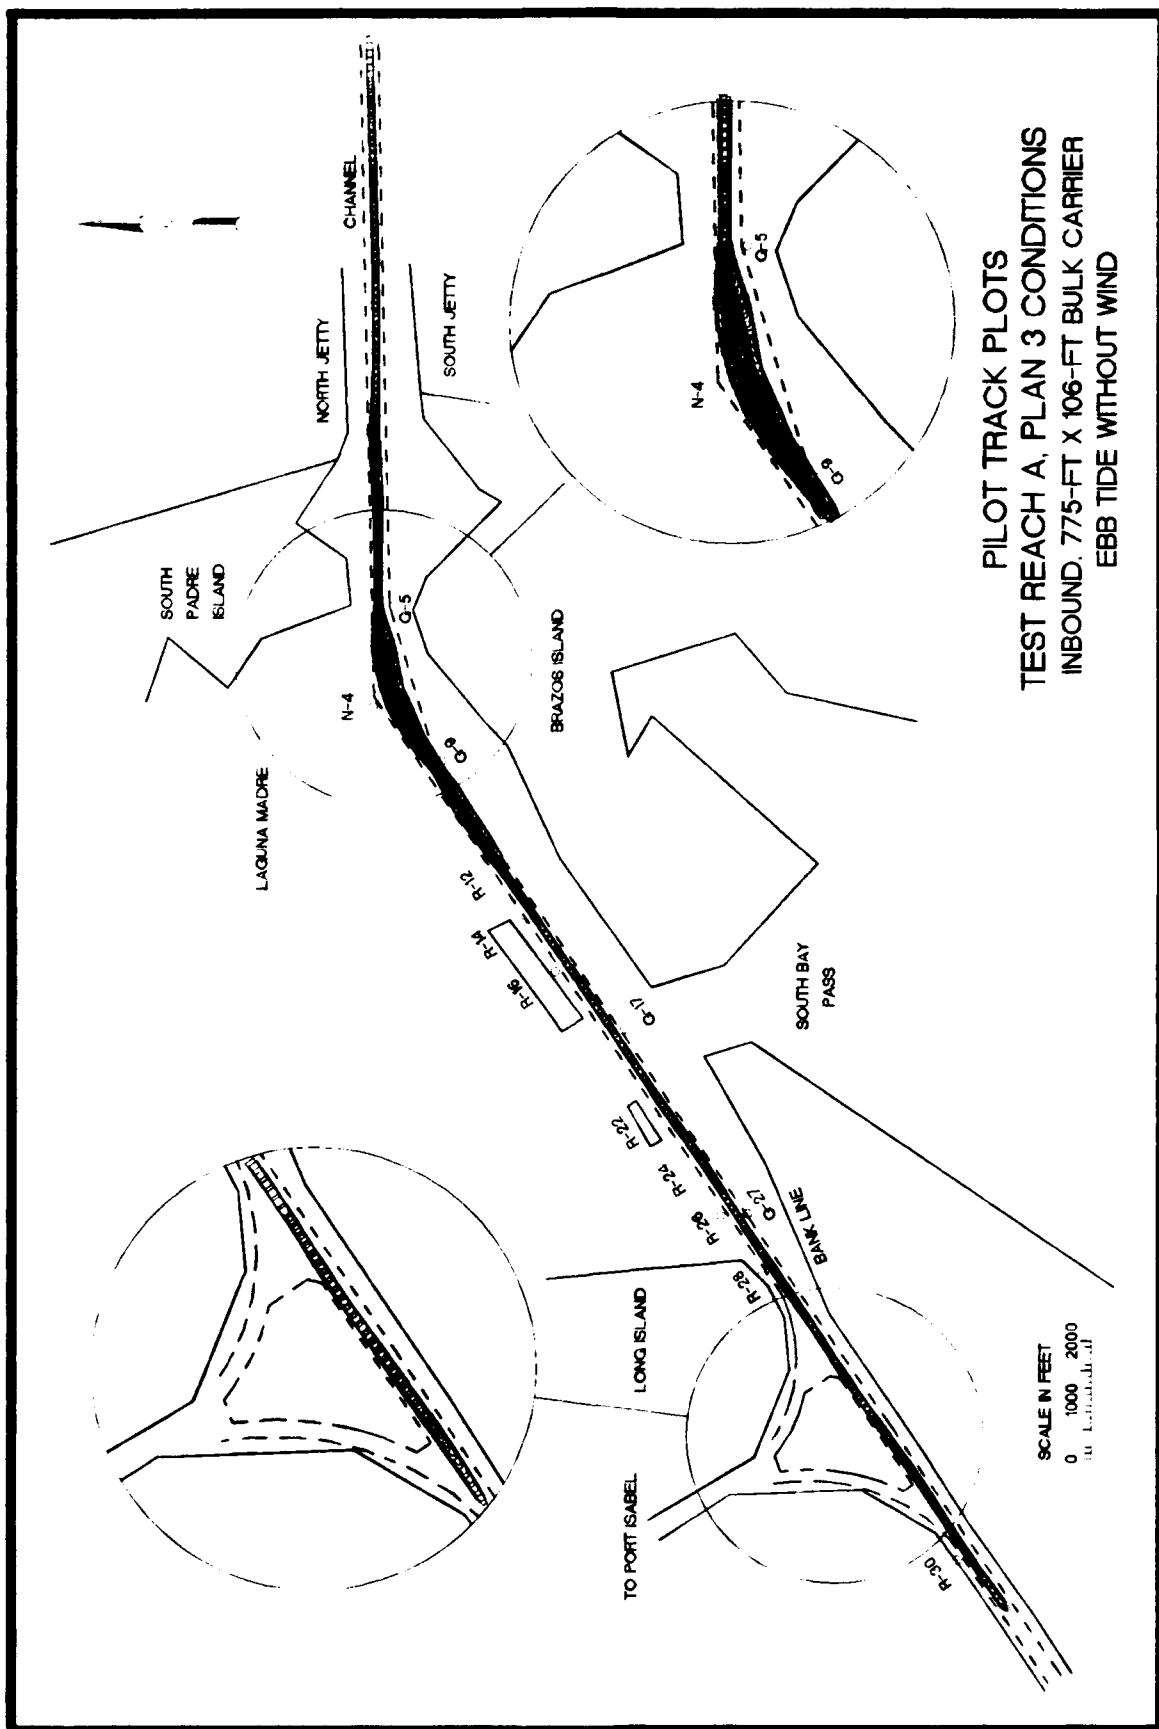 CHANNEL
NORTH JETTY
SOUTH JETTY
SOUTH
PADRE
ISLAND
N-4
G-5
G-9
LAGUNA MADRE
BRAZOS ISLAND
R-12
R-14
R-16
G-17
R-22
R-24
R-26
G-27
R-28
BANK LINE
SOUTH BAY
PASS
LONG ISLAND
TO PORT ISABEL
R-30
N-4
G-5
G-9
SCALE IN FEET
0 1000 2000
PILOT TRACK PLOTS
TEST REACH A, PLAN 3 CONDITIONS
INBOUND. 775-FT X 106-FT BULK CARRIER
EBB TIDE WITHOUT WIND